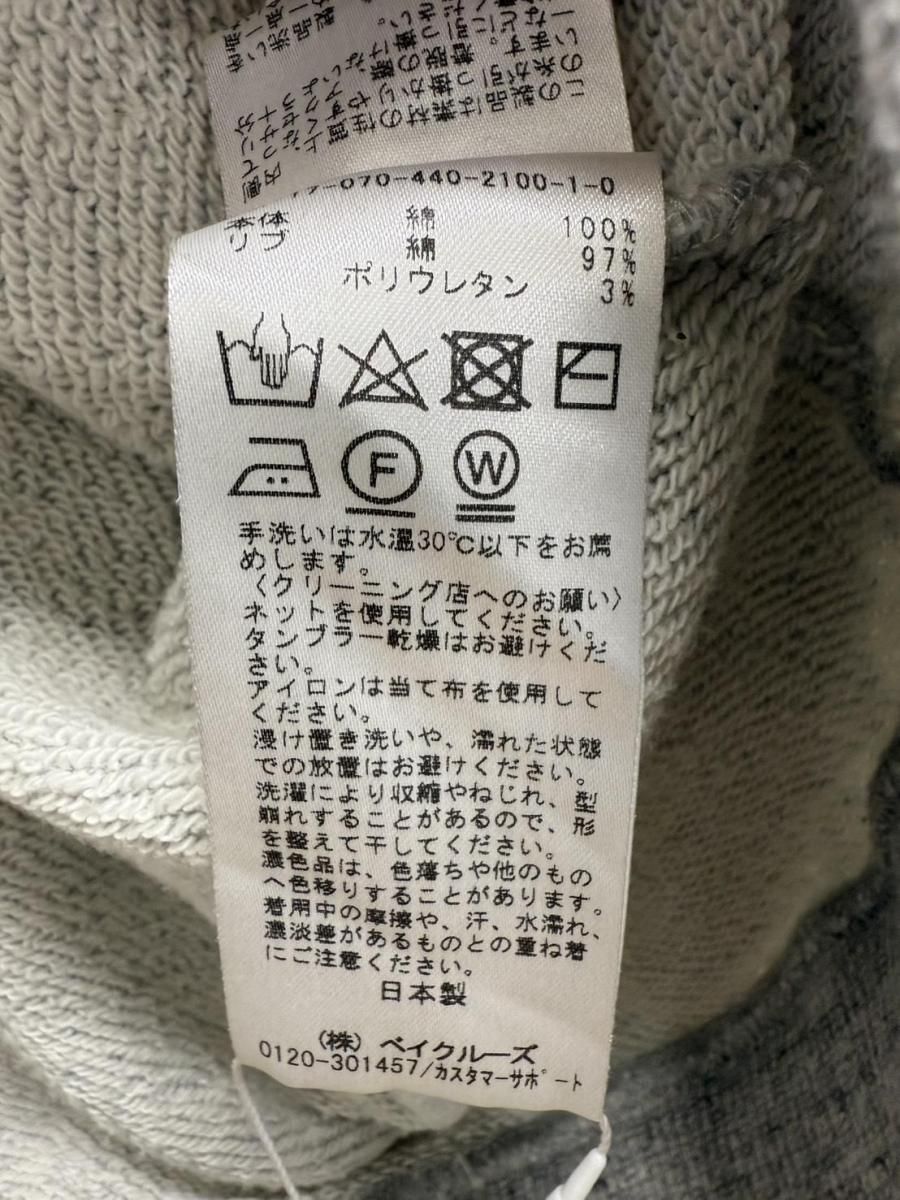 -070-440-2100-1-0
本体 綿 100%
リブ 綿 97%
ポリウレタン 3%
F W
手洗いは水温30℃以下をお薦
めします。
〈クリーニング店へのお願い〉
ネットを使用してください。
タンブラー乾燥はお避けくだ
さい。
アイロンは当て布を使用して
ください。
浸け置き洗いや、濡れた状態
での放置はお避けください。
洗濯により収縮やねじれ、型
崩れすることがあるので、形
を整えて干してください。
濃色品は、色落ちや他のもの
へ色移りすることがあります。
着用中の摩擦や、汗、水濡れ、
濃淡差があるものとの重ね着
にご注意ください。
日本製
(株) ベイクルーズ
0120-301457/カスタマーサポート